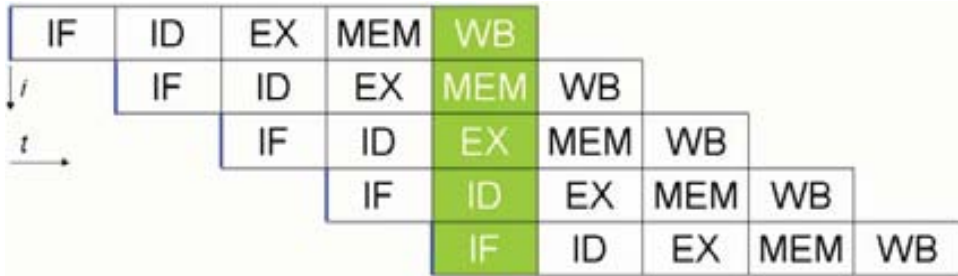 IF ID EX MEM WB
i IF ID EX MEM WB
t IF ID EX MEM WB
IF ID EX MEM WB
IF ID EX MEM WB